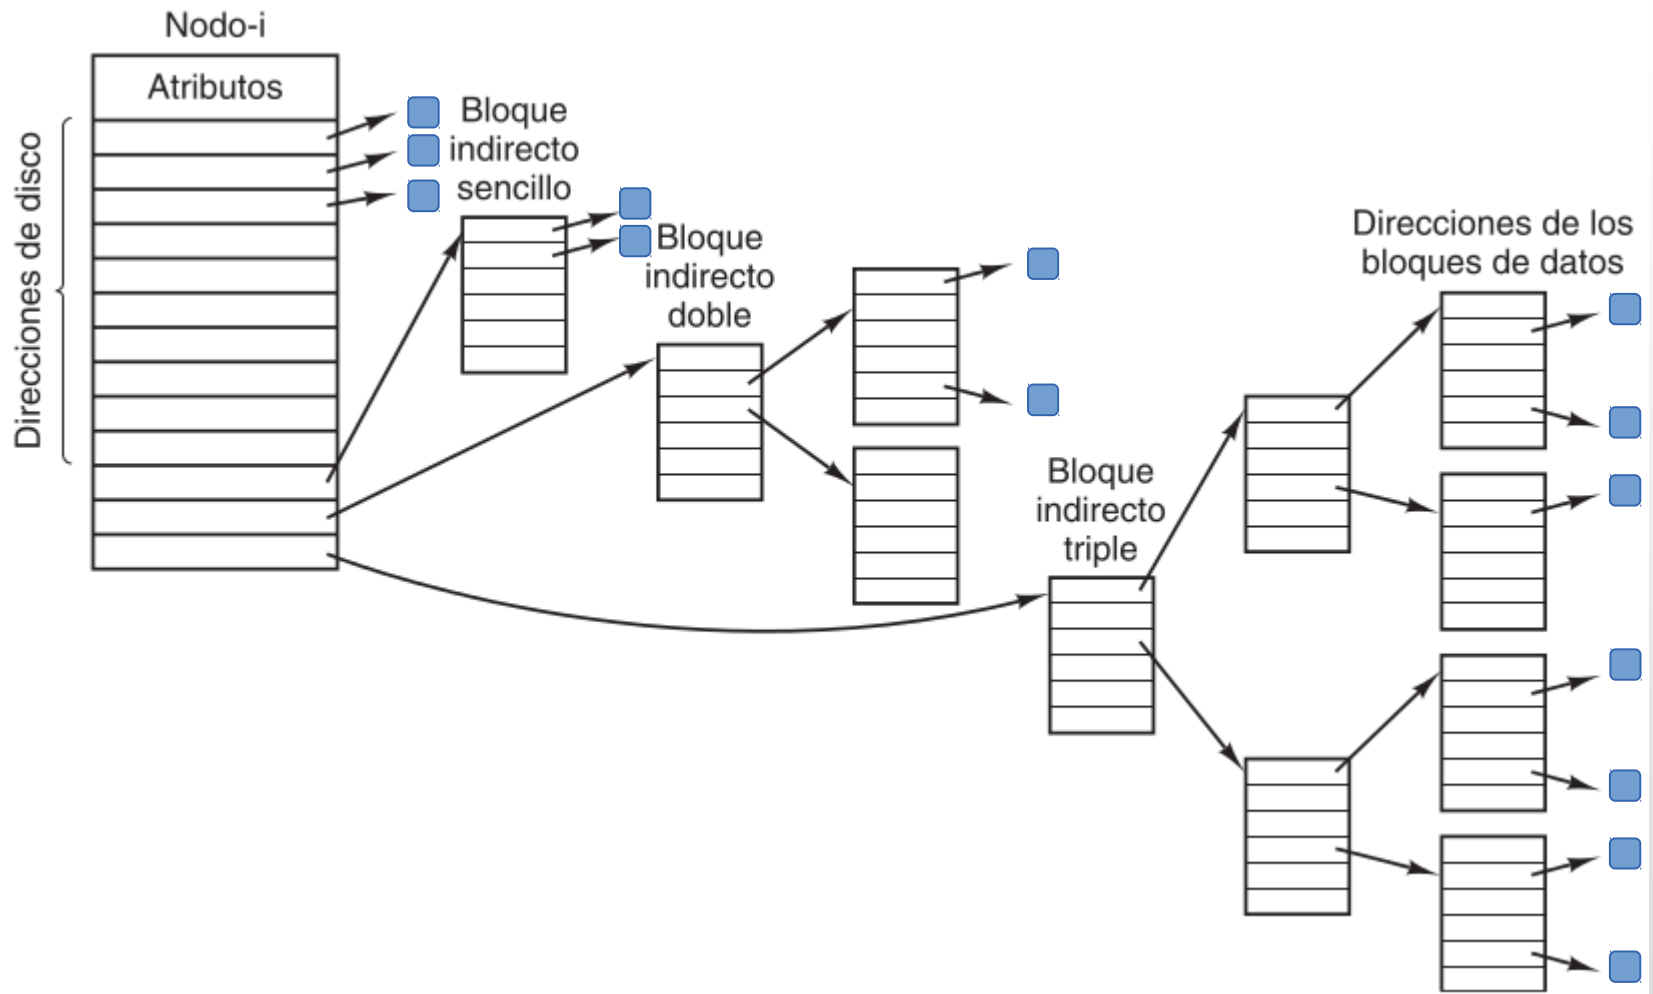 Nodo-i
Atributos
Direcciones de disco
Bloque
indirecto
sencillo
Bloque
indirecto
doble
Bloque
indirecto
triple
Direcciones de los
bloques de datos